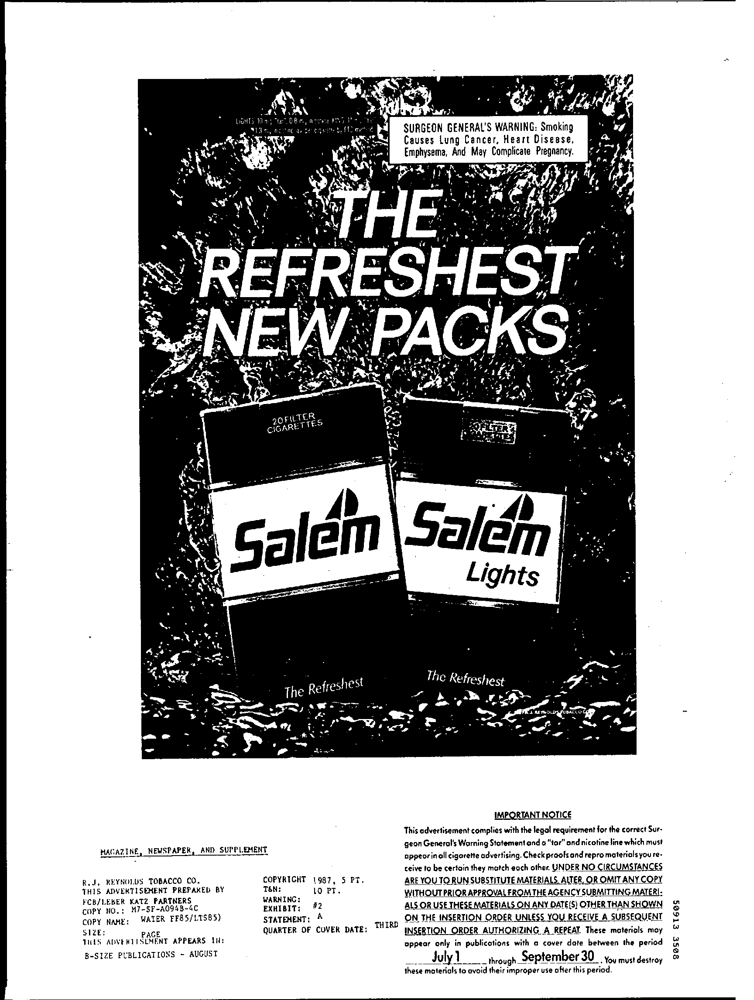 SURGEON GENERAL'S WARNING: Smoking
Causes Lung Cancer, Heart Disease,
Emphysema, And May Complicate Pregnancy.
THE
REFRESHEST
NEW PACKS
20 FILTER
CIGARETTES
Salem
The Refreshest
Salem
Lights
The Refreshest
MAGAZINE, NEWSPAPER, AND SUPPLEMENT
R.J. REYNOLDS TOBACCO CO.
THIS ADVERTISEMENT PREPARED BY
FCB/LEBER KATZ PARTNERS
COPY NO.: M7-SF-A094B-4C
COPY NAME: WATER FF85/LTS85)
SIZE: PAGE
THIS ADVERTISEMENT APPEARS IN:
B-SIZE PUBLICATIONS - AUGUST
COPYRIGHT 1987, 5 PT.
T&N: 10 PT.
WARNING:
EXHIBIT: #2
STATEMENT: A
QUARTER OF COVER DATE: THIRD
IMPORTANT NOTICE
This advertisement complies with the legal requirement for the correct Sur-
geon General's Warning Statement and a "tar" and nicotine line which must
appear in all cigarette advertising. Check proofs and repro materials you re-
ceive to be certain they match each other. UNDER NO CIRCUMSTANCES
ARE YOU TO RUN SUBSTITUTE MATERIALS, ALTER, OR OMIT ANY COPY
WITHOUT PRIOR APPROVAL FROM THE AGENCY SUBMITTING MATERI-
ALS OR USE THESE MATERIALS ON ANY DATE(S) OTHER THAN SHOWN
ON THE INSERTION ORDER UNLESS YOU RECEIVE A SUBSEQUENT
INSERTION ORDER AUTHORIZING A REPEAT. These materials may
appear only in publications with a cover date between the period
July 1 through September 30. You must destroy
these materials to avoid their improper use after this period.
50913 3508